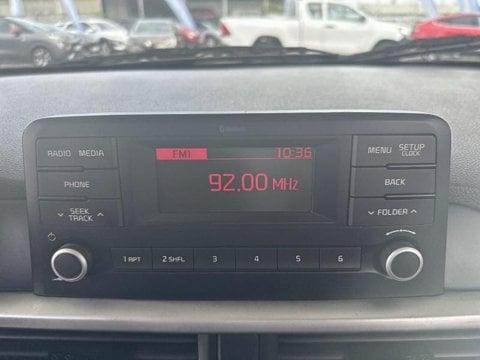 Bluetooth
RADIO MEDIA
PHONE
SEEK
TRACK
FM1 10:36
92.00 MHz
MENU SETUP
CLOCK
BACK
FOLDER
1 RPT 2 SHFL 3 4 5 6